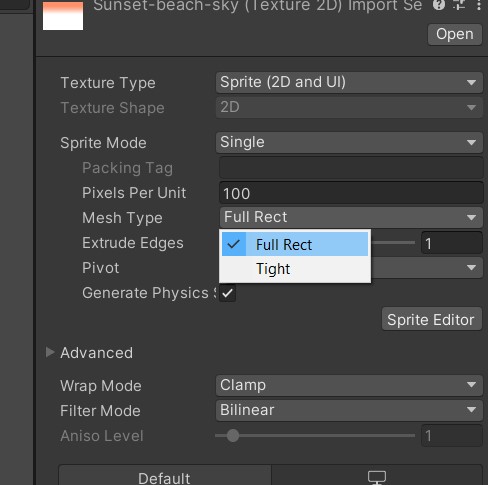 Sunset-beach-sky (Texture 2D) Import Se
Open
Texture Type Sprite (2D and UI)
Texture Shape 2D
Sprite Mode Single
Packing Tag
Pixels Per Unit 100
Mesh Type Full Rect
Extrude Edges 1
Full Rect
Tight
Pivot
Generate Physics S
Sprite Editor
Advanced
Wrap Mode Clamp
Filter Mode Bilinear
Aniso Level 1
Default